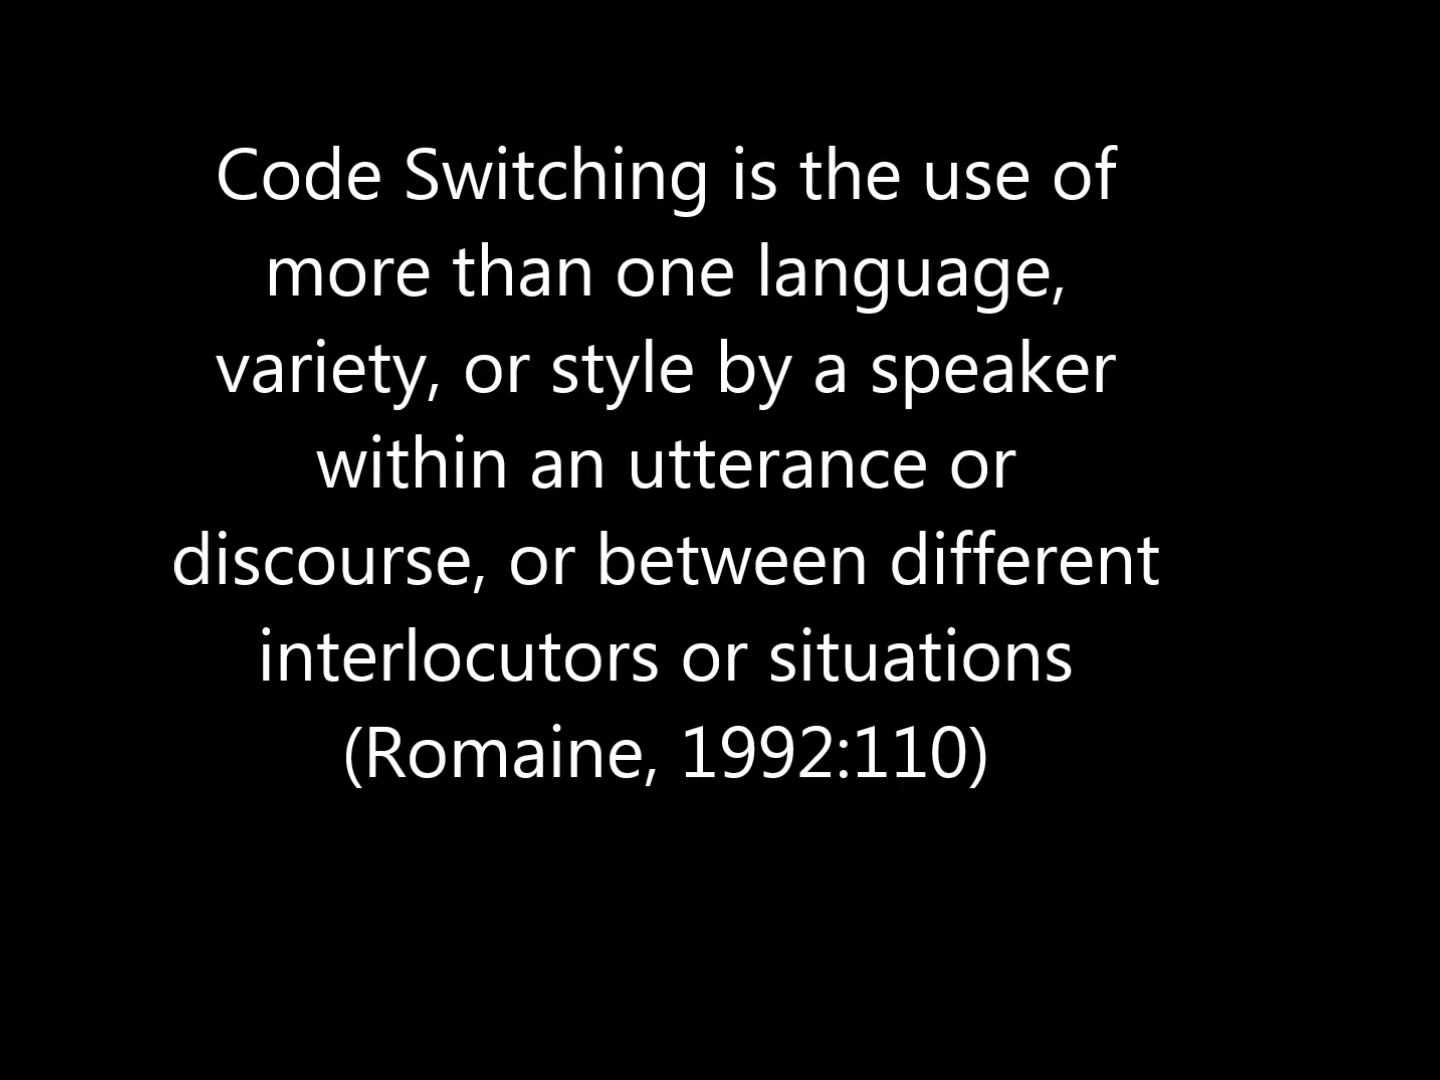 Code Switching is the use of
more than one language,
variety, or style by a speaker
within an utterance or
discourse, or between different
interlocutors or situations
(Romaine, 1992:110)